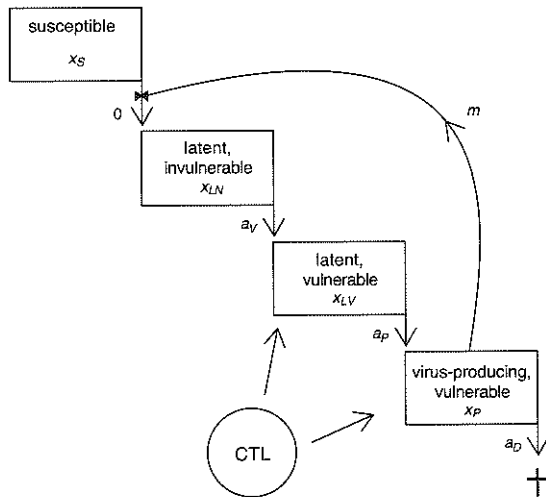 susceptible
x_S
0
m
latent,
invulnerable
x_LN
a_V
latent,
vulnerable
x_LV
a_P
virus-producing,
vulnerable
x_P
a_D
CTL